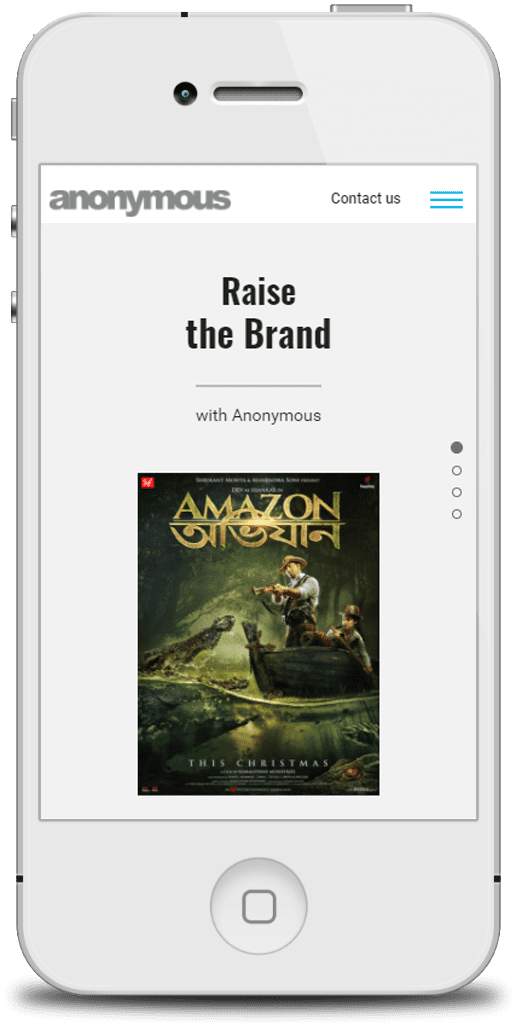 anonymous
Contact us
Raise
the Brand
with Anonymous
SVF
SHRIKANT MOHTA & MAHENDRA SONI PRESENT
DEV AS SHANKAR IN
AMAZON
অভিযান
THIS CHRISTMAS
A FILM BY KAMALESWAR MUKHERJEE